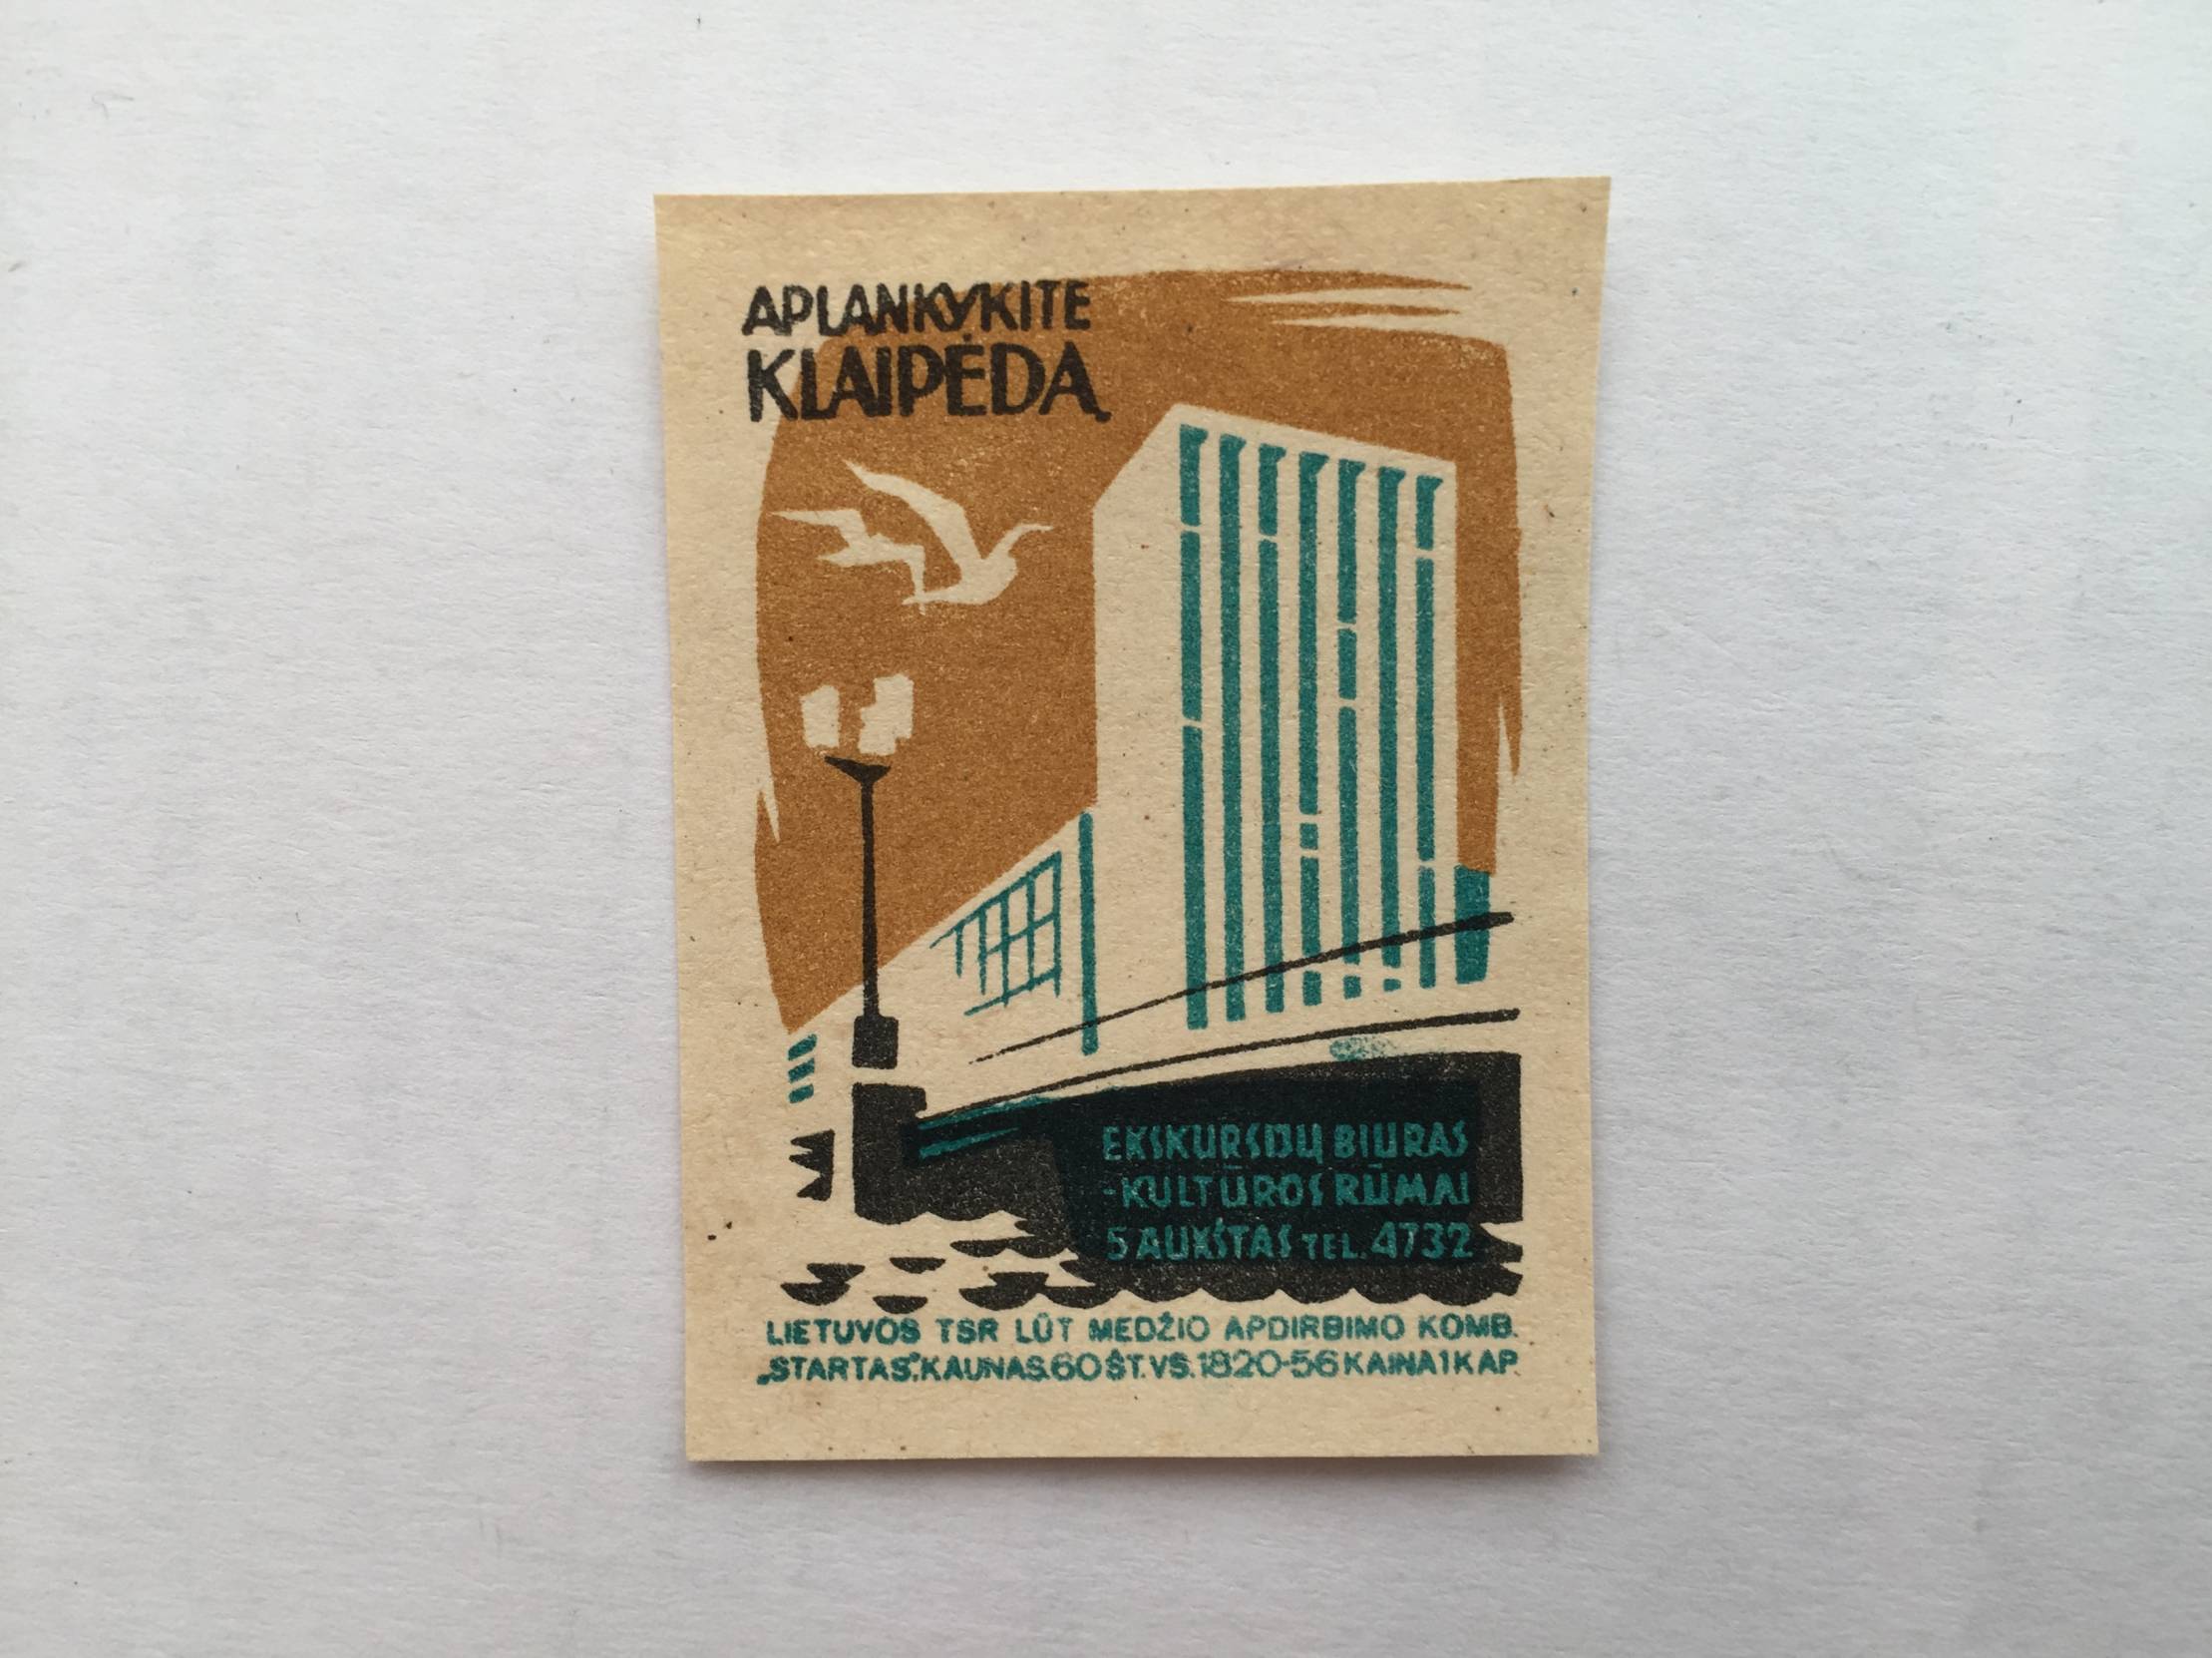 APLANKYKITE
KLAIPĖDĄ
EKSKURSIJŲ BIURAS
-KULTŪROS RŪMAI
5 AUKŠTAS TEL. 4732
LIETUVOS TSR LŪT MEDŽIO APDIRBIMO KOMB.
„STARTAS“. KAUNAS. 60 ŠT. VS. 1820-56 KAINA 1 KAP.